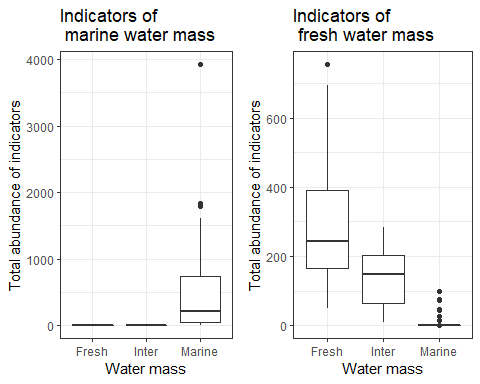 Indicators of
marine water mass
Total abundance of indicators
4000
3000
2000
1000
0
Fresh Inter Marine
Water mass
Indicators of
fresh water mass
Total abundance of indicators
600
400
200
0
Fresh Inter Marine
Water mass